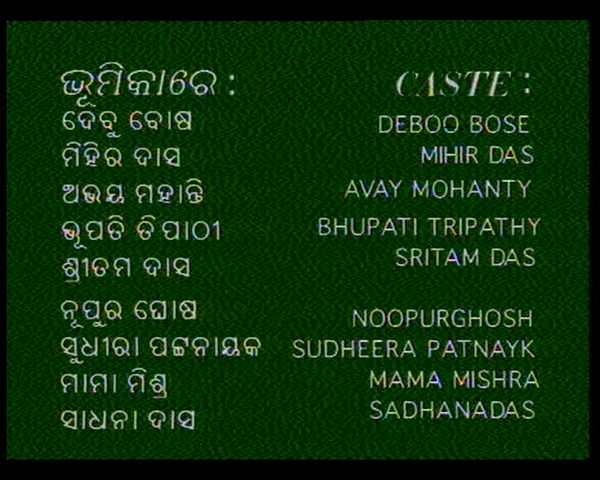 ଭୂମିକାରେ :
CASTE :
ଦେବୁ ବୋଷ
DEBOO BOSE
ମିହିର ଦାସ
MIHIR DAS
ଅଭୟ ମହାନ୍ତି
AVAY MOHANTY
ଭୂପତି ତିପାଠୀ
BHUPATI TRIPATHY
ଶ୍ରୀତମ ଦାସ
SRITAM DAS
ନୂପୁର ଘୋଷ
NOOPURGHOSH
ସୁଧୀରା ପଟ୍ଟନାୟକ
SUDHEERA PATNAYK
ମାମା ମିଶ୍ର
MAMA MISHRA
ସାଧନା ଦାସ
SADHANADAS